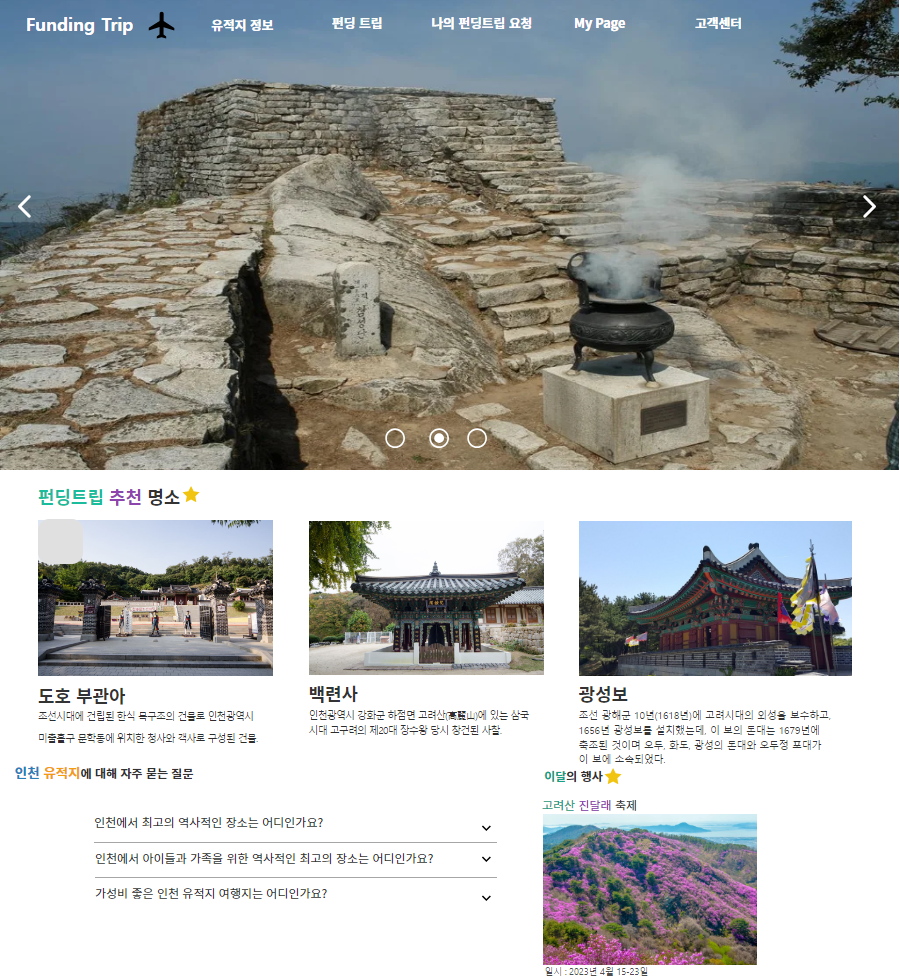 Funding Trip 유적지 정보 펀딩 트립 나의 펀딩트립 요청 My Page 고객센터
펀딩트립 추천 명소
도호 부관아
조선시대에 건립된 한식 목구조의 건물로 인천광역시
미출홀구 문학동에 위치한 청사와 객사로 구성된 건물.
백련사
인천광역시 강화군 하점면 고려산(高麗山)에 있는 삼국
시대 고구려의 제20대 장수왕 당시 창건된 사찰.
광성보
조선 광해군 10년(1618년)에 고려시대의 외성을 보수하고,
1656년 광성보를 설치했는데, 이 보의 돈대는 1679년에
축조된 것이며 오두, 화도, 광성의 돈대와 오두정 포대가
이 보에 소속되었다.
인천 유적지에 대해 자주 묻는 질문
인천에서 최고의 역사적인 장소는 어디인가요?
인천에서 아이들과 가족을 위한 역사적인 최고의 장소는 어디인가요?
가성비 좋은 인천 유적지 여행지는 어디인가요?
이달의 행사
고려산 진달래 축제
일시 : 2023년 4월 15-23일